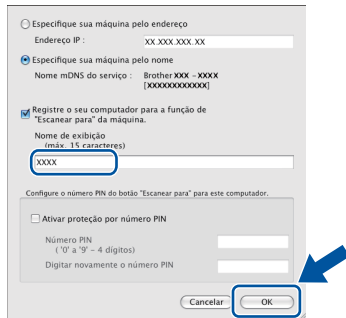 Especifique sua máquina pelo endereço
Endereço IP : XX.XXX.XXX.XX
Especifique sua máquina pelo nome
Nome mDNS do serviço : Brother XXX – XXXX
[XXXXXXXXXXXX]
Registre o seu computador para a função de
"Escanear para" da máquina.
Nome de exibição
(máx. 15 caracteres)
XXXX
Configure o número PIN do botão "Escanear para" para este computador.
Ativar proteção por número PIN
Número PIN
( '0' a '9' – 4 dígitos)
Digitar novamente o número PIN
Cancelar OK